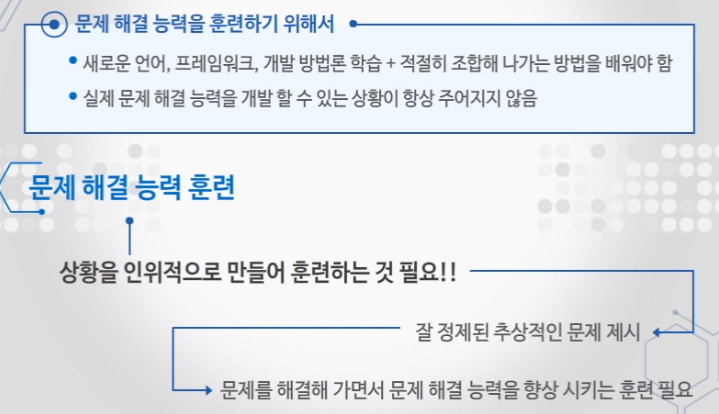 문제 해결 능력을 훈련하기 위해서
새로운 언어, 프레임워크, 개발 방법론 학습 + 적절히 조합해 나가는 방법을 배워야 함
실제 문제 해결 능력을 개발 할 수 있는 상황이 항상 주어지지 않음
문제 해결 능력 훈련
상황을 인위적으로 만들어 훈련하는 것 필요!!
잘 정제된 추상적인 문제 제시
문제를 해결해 가면서 문제 해결 능력을 향상 시키는 훈련 필요